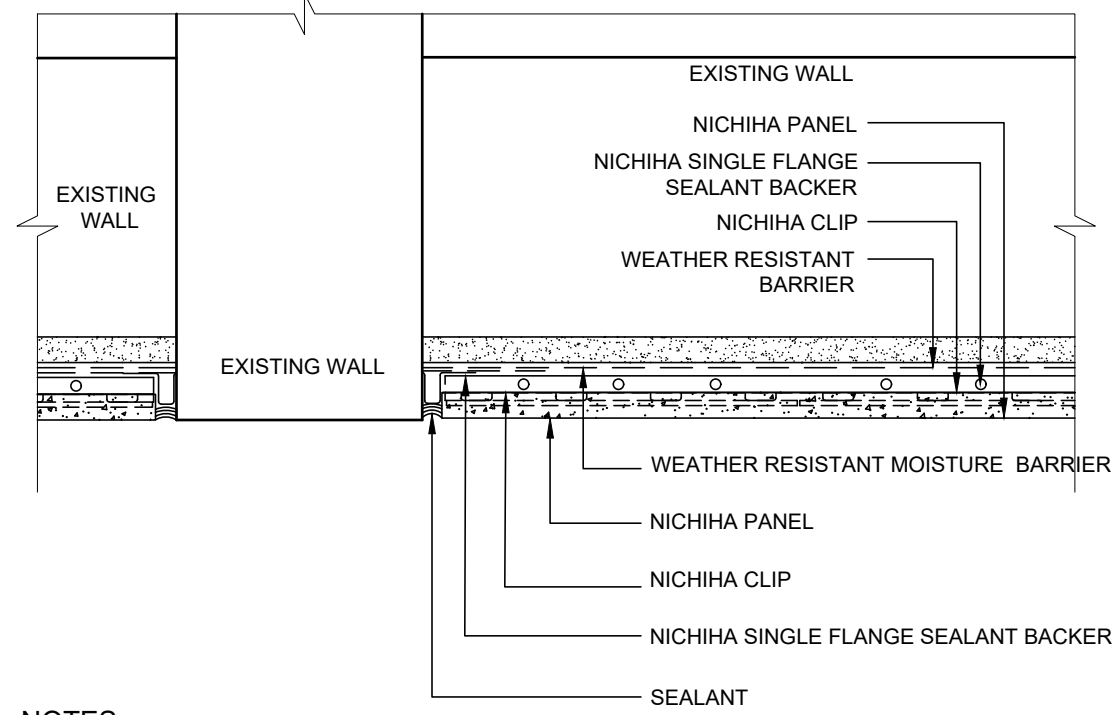 EXISTING WALL
NICHIHA PANEL
NICHIHA SINGLE FLANGE
SEALANT BACKER
NICHIHA CLIP
WEATHER RESISTANT
BARRIER
EXISTING
WALL
EXISTING WALL
WEATHER RESISTANT MOISTURE BARRIER
NICHIHA PANEL
NICHIHA CLIP
NICHIHA SINGLE FLANGE SEALANT BACKER
SEALANT
NOTES